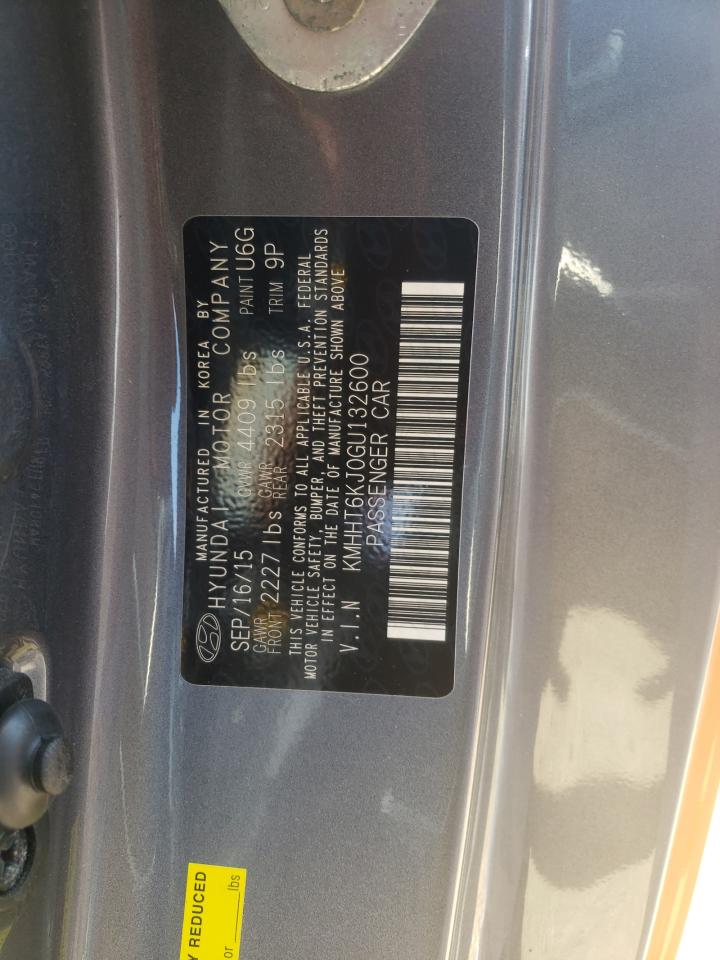 MANUFACTURED IN KOREA BY
HYUNDAI MOTOR COMPANY
SEP/16/15 GVWR 4409 lbs PAINT U6G
GAWR FRONT 2227 lbs GAWR REAR 2315 lbs TRIM 9P
THIS VEHICLE CONFORMS TO ALL APPLICABLE U.S.A. FEDERAL
MOTOR VEHICLE SAFETY, BUMPER, AND THEFT PREVENTION STANDARDS
IN EFFECT ON THE DATE OF MANUFACTURE SHOWN ABOVE
V.I.N KMHHT6KJ0GU132600
PASSENGER CAR
Y REDUCED
or ____lbs